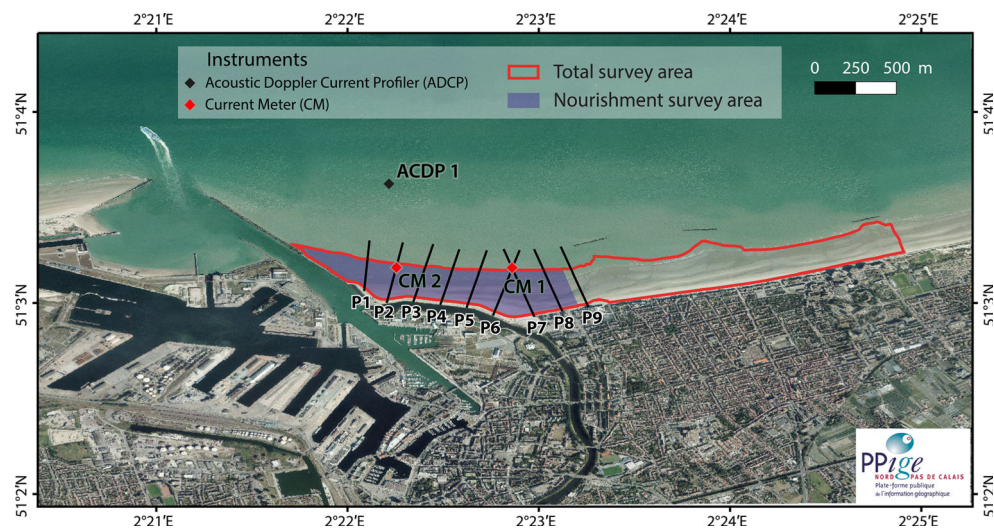 2°21'E 2°22'E 2°23'E 2°24'E 2°25'E
Instruments
Acoustic Doppler Current Profiler (ADCP)
Current Meter (CM)
Total survey area
Nourishment survey area
0 250 500 m
51°4'N 51°4'N
ACDP 1
CM 2 CM 1
P1 P2 P3 P4 P5 P6 P7 P8 P9
51°3'N 51°3'N
PPige
NORD PAS DE CALAIS
Plate-forme publique
de l'information géographique
51°2'N 51°2'N
2°21'E 2°22'E 2°23'E 2°24'E 2°25'E